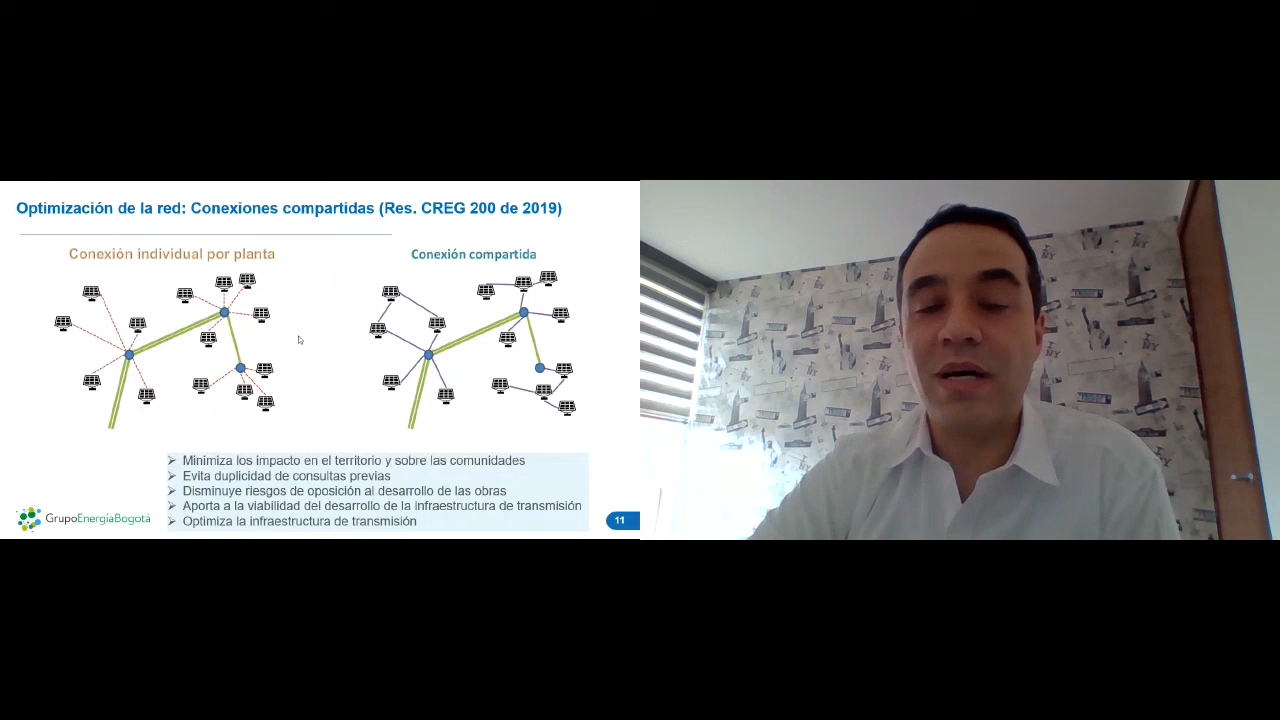 Optimización de la red: Conexiones compartidas (Res. CREG 200 de 2019)
Conexión individual por planta
Conexión compartida
➢ Minimiza los impacto en el territorio y sobre las comunidades
➢ Evita duplicidad de consultas previas
➢ Disminuye riesgos de oposición al desarrollo de las obras
➢ Aporta a la viabilidad del desarrollo de la infraestructura de transmisión
➢ Optimiza la infraestructura de transmisión
GrupoEnergíaBogotá
11